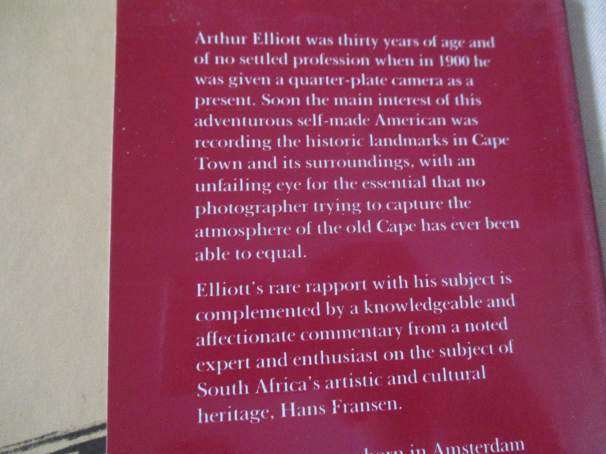 Arthur Elliott was thirty years of age and
of no settled profession when in 1900 he
was given a quarter-plate camera as a
present. Soon the main interest of this
adventurous self-made American was
recording the historic landmarks in Cape
Town and its surroundings, with an
unfailing eye for the essential that no
photographer trying to capture the
atmosphere of the old Cape has ever been
able to equal.
Elliott's rare rapport with his subject is
complemented by a knowledgeable and
affectionate commentary from a noted
expert and enthusiast on the subject of
South Africa's artistic and cultural
heritage, Hans Fransen.
born in Amsterdam